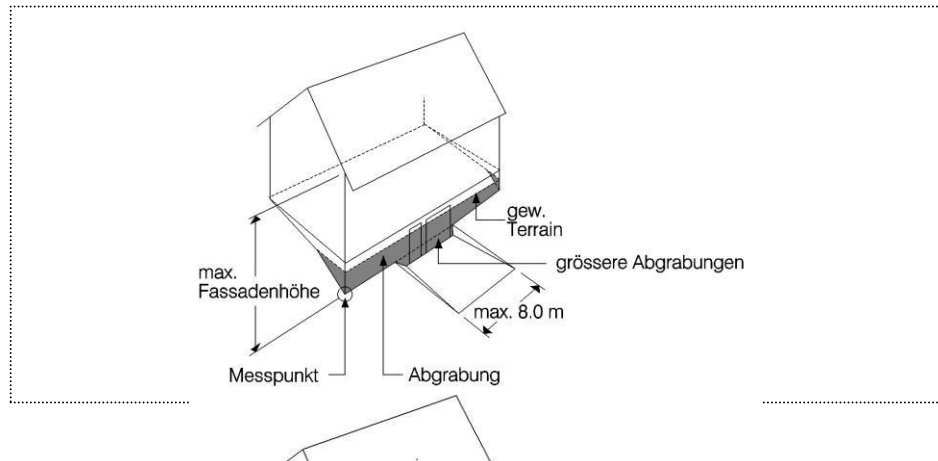 gew.
Terrain
grössere Abgrabungen
max.
Fassadenhöhe
max. 8.0 m
Messpunkt
Abgrabung